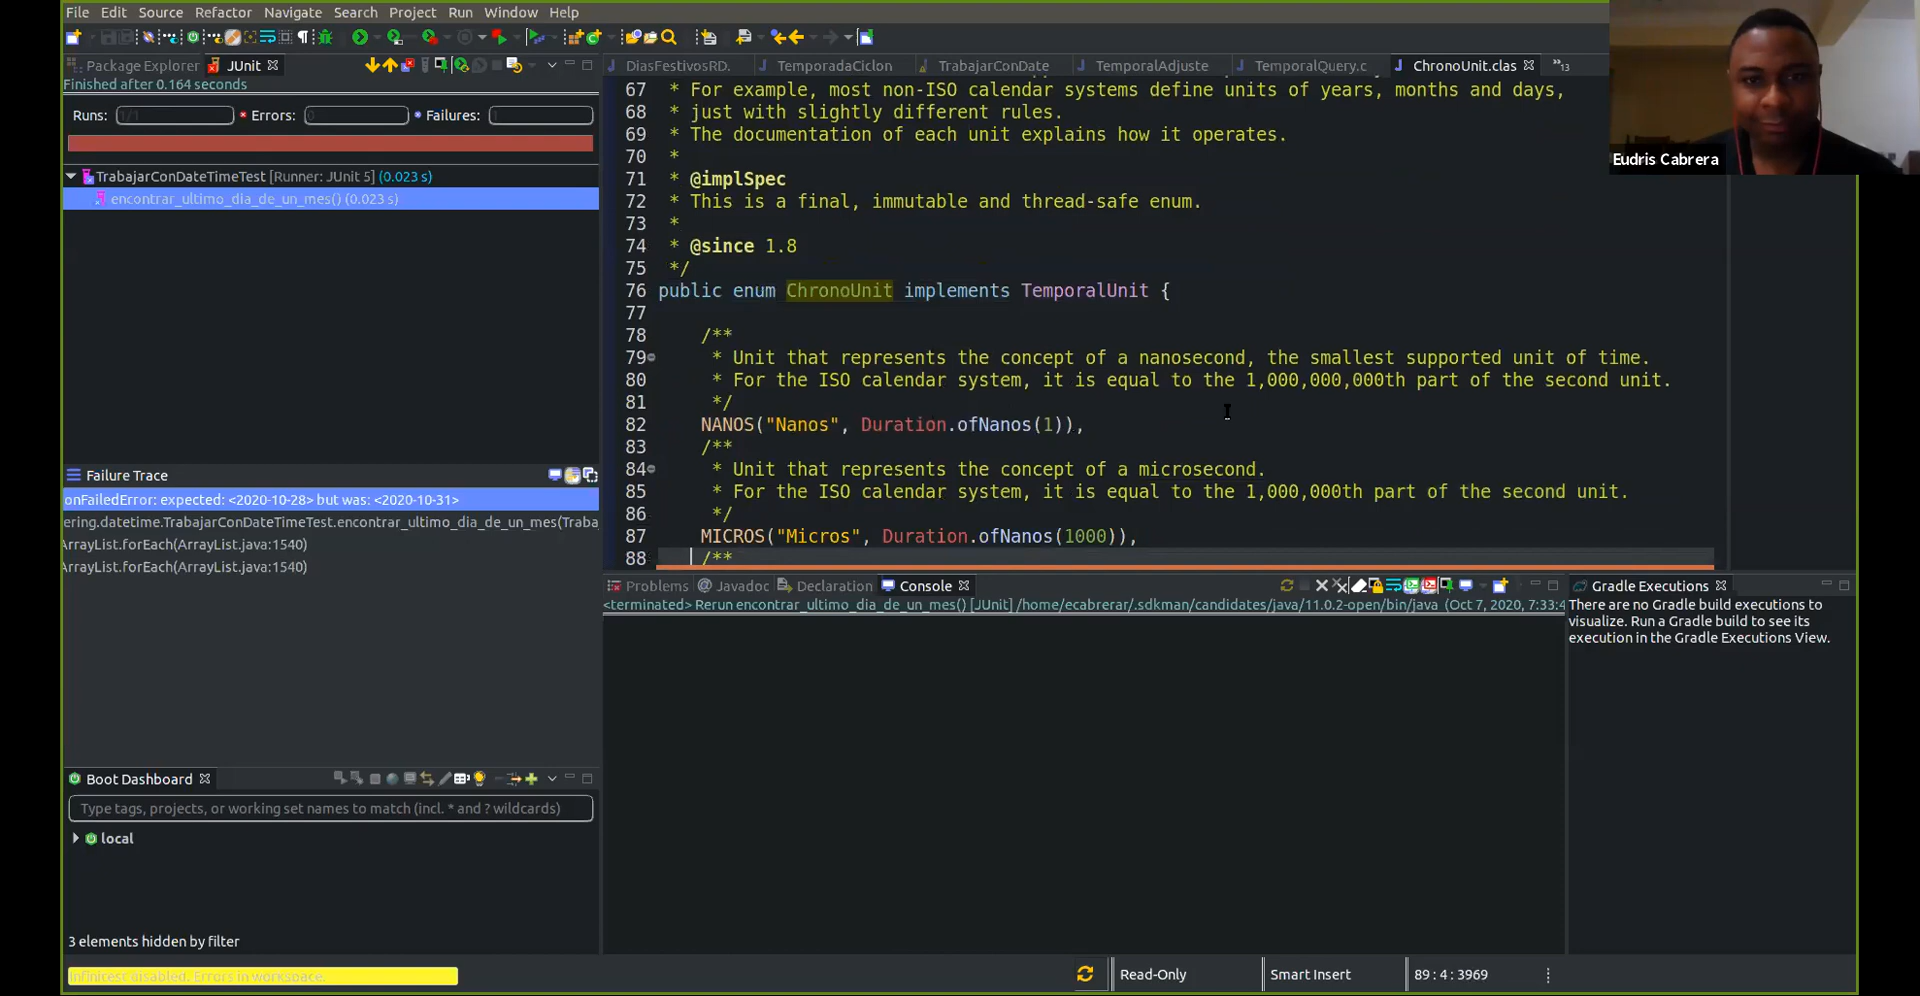 File Edit Source Refactor Navigate Search Project Run Window Help
Package Explorer JUnit
Finished after 0.164 seconds
Runs: 1/1 Errors: 0 Failures: 1
TrabajarConDateTimeTest [Runner: JUnit 5] (0.023 s)
encontrar_ultimo_dia_de_un_mes() (0.023 s)
Failure Trace
onFailedError: expected: <2020-10-28> but was: <2020-10-31>
ering.datetime.TrabajarConDateTimeTest.encontrar_ultimo_dia_de_un_mes(Traba
ArrayList.forEach(ArrayList.java:1540)
ArrayList.forEach(ArrayList.java:1540)
Boot Dashboard
Type tags, projects, or working set names to match (incl. * and ? wildcards)
local
3 elements hidden by filter
DiasFestivosRD. TemporadaCiclon TrabajarConDate TemporalAdjuste TemporalQuery.c ChronoUnit.clas »13
67 * For example, most non-ISO calendar systems define units of years, months and days,
68 * just with slightly different rules.
69 * The documentation of each unit explains how it operates.
70 *
71 * @implSpec
72 * This is a final, immutable and thread-safe enum.
73 *
74 * @since 1.8
75 */
76 public enum ChronoUnit implements TemporalUnit {
77
78 /**
79 * Unit that represents the concept of a nanosecond, the smallest supported unit of time.
80 * For the ISO calendar system, it is equal to the 1,000,000,000th part of the second unit.
81 */
82 NANOS("Nanos", Duration.ofNanos(1)),
83 /**
84 * Unit that represents the concept of a microsecond.
85 * For the ISO calendar system, it is equal to the 1,000,000th part of the second unit.
86 */
87 MICROS("Micros", Duration.ofNanos(1000)),
88 /**
Eudris Cabrera
Problems Javadoc Declaration Console
<terminated> Rerun encontrar_ultimo_dia_de_un_mes() [JUnit] /home/ecabrerar/.sdkman/candidates/java/11.0.2-open/bin/java (Oct 7, 2020, 7:33:4
Gradle Executions
There are no Gradle build executions to
visualize. Run a Gradle build to see its
execution in the Gradle Executions View.
disabled. Errors in workspace.
Read-Only Smart Insert 89 : 4 : 3969